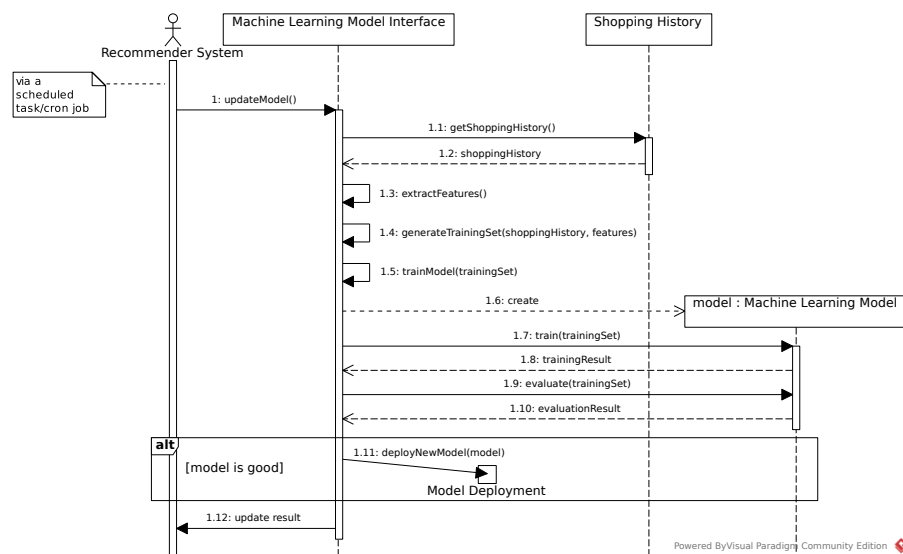 Machine Learning Model Interface
Shopping History
Recommender System
via a
scheduled
task/cron job
1: updateModel()
1.1: getShoppingHistory()
1.2: shoppingHistory
1.3: extractFeatures()
1.4: generateTrainingSet(shoppingHistory, features)
1.5: trainModel(trainingSet)
1.6: create
model : Machine Learning Model
1.7: train(trainingSet)
1.8: trainingResult
1.9: evaluate(trainingSet)
1.10: evaluationResult
alt
1.11: deployNewModel(model)
[model is good]
Model Deployment
1.12: update result
Powered ByVisual Paradigm Community Edition